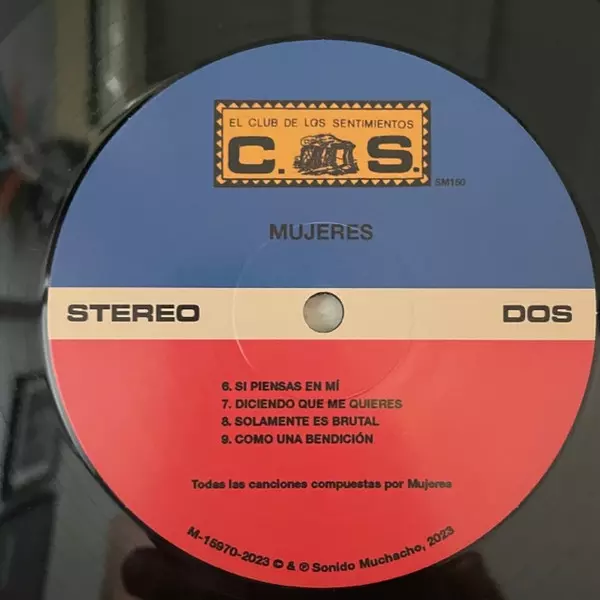 EL CLUB DE LOS SENTIMIENTOS
C. S.
SM150
MUJERES
STEREO
DOS
6. SI PIENSAS EN MÍ
7. DICIENDO QUE ME QUIERES
8. SOLAMENTE ES BRUTAL
9. COMO UNA BENDICIÓN
Todas las canciones compuestas por Mujeres
M-15970-2023 © & ℗ Sonido Muchacho, 2023